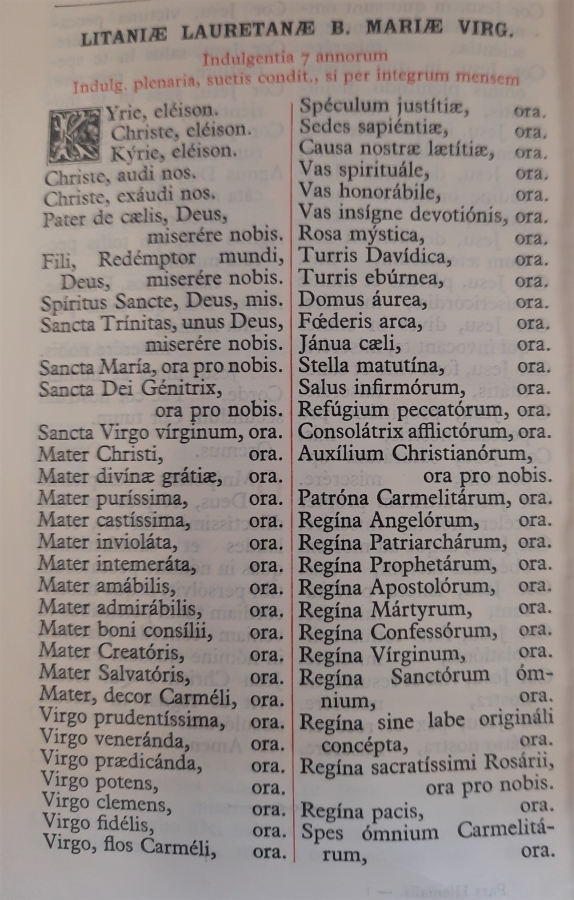 LITANIÆ LAURETANÆ B. MARIÆ VIRG.
Indulgentia 7 annorum
Indulg. plenaria, suetis condit., si per integrum mensem
Kyrie, eléison.
Christe, eléison.
Kýrie, eléison.
Christe, audi nos.
Christe, exáudi nos.
Pater de cælis, Deus,
miserére nobis.
Fili, Redémptor mundi,
Deus, miserére nobis.
Spíritus Sancte, Deus, mis.
Sancta Trínitas, unus Deus,
miserére nobis.
Sancta María, ora pro nobis.
Sancta Dei Génitrix,
ora pro nobis.
Sancta Virgo vírginum, ora.
Mater Christi, ora.
Mater divínæ grátiæ, ora.
Mater puríssima, ora.
Mater castíssima, ora.
Mater involáta, ora.
Mater intemeráta, ora.
Mater amábilis, ora.
Mater admirábilis, ora.
Mater boni consílii, ora.
Mater Creatóris, ora.
Mater Salvatóris, ora.
Mater, decor Carméli, ora.
Virgo prudentíssima, ora.
Virgo veneránda, ora.
Virgo prædicánda, ora.
Virgo potens, ora.
Virgo clemens, ora.
Virgo fidélis, ora.
Virgo, flos Carméli, ora.
Spéculum justítiæ, ora.
Sedes sapiéntiæ, ora.
Causa nostræ lætítiæ, ora.
Vas spirituále, ora.
Vas honorábile, ora.
Vas insígne devotiónis, ora.
Rosa mýstica, ora.
Turris Davídica, ora.
Turris ebúrnea, ora.
Domus áurea, ora.
Fœ́deris arca, ora.
Jánua cæli, ora.
Stella matutína, ora.
Salus infirmórum, ora.
Refúgium peccatórum, ora.
Consolátrix afflictórum, ora.
Auxílium Christianórum,
ora pro nobis.
Patróna Carmelitárum, ora.
Regína Angelórum, ora.
Regína Patriarchárum, ora.
Regína Prophetárum, ora.
Regína Apostolórum, ora.
Regína Mártyrum, ora.
Regína Confessórum, ora.
Regína Vírginum, ora.
Regína Sanctórum óm-
nium, ora.
Regína sine labe origináli
concépta, ora.
Regína sacratíssimi Rosárii,
ora pro nobis.
Regína pacis, ora.
Spes ómnium Carmelitá-
rum, ora.